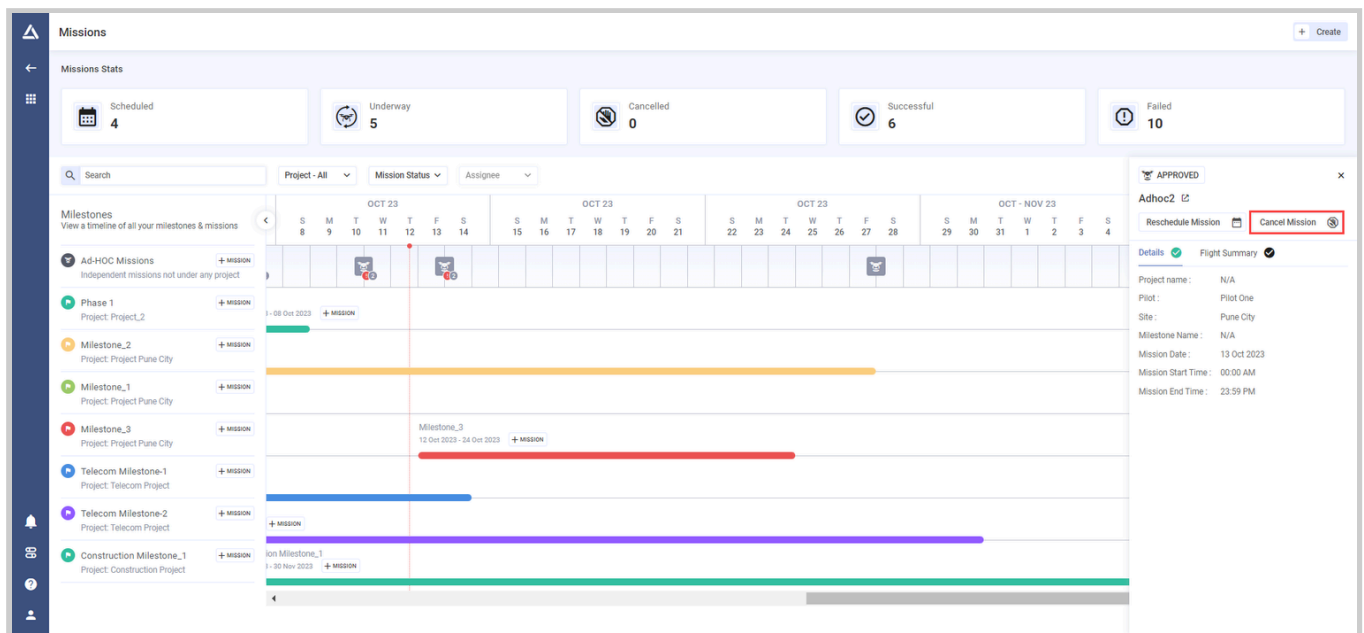 Missions
+ Create
Missions Stats
Scheduled
4
Underway
5
Cancelled
0
Successful
6
Failed
10
Search
Project - All
Mission Status
Assignee
Milestones
View a timeline of all your milestones & missions
OCT 23
OCT 23
OCT 23
OCT - NOV 23
S M T W T F S
8 9 10 11 12 13 14
S M T W T F S
15 16 17 18 19 20 21
S M T W T F S
22 23 24 25 26 27 28
S M T W T F S
29 30 31 1 2 3 4
Ad-HOC Missions
+ MISSION
Independent missions not under any project
2
2
Phase 1
+ MISSION
Project: Project_2
- 08 Oct 2023 + MISSION
Milestone_2
+ MISSION
Project: Project Pune City
Milestone_1
+ MISSION
Project: Project Pune City
Milestone_3
+ MISSION
Project: Project Pune City
Milestone_3
12 Oct 2023 - 24 Oct 2023 + MISSION
Telecom Milestone-1
+ MISSION
Project: Telecom Project
Telecom Milestone-2
+ MISSION
Project: Telecom Project
+ MISSION
Construction Milestone_1
+ MISSION
Project: Construction Project
ion Milestone_1
- 30 Nov 2023 + MISSION
APPROVED
Adhoc2
Reschedule Mission
Cancel Mission
Details
Flight Summary
Project name : N/A
Pilot : Pilot One
Site : Pune City
Milestone Name : N/A
Mission Date : 13 Oct 2023
Mission Start Time : 00:00 AM
Mission End Time : 23:59 PM